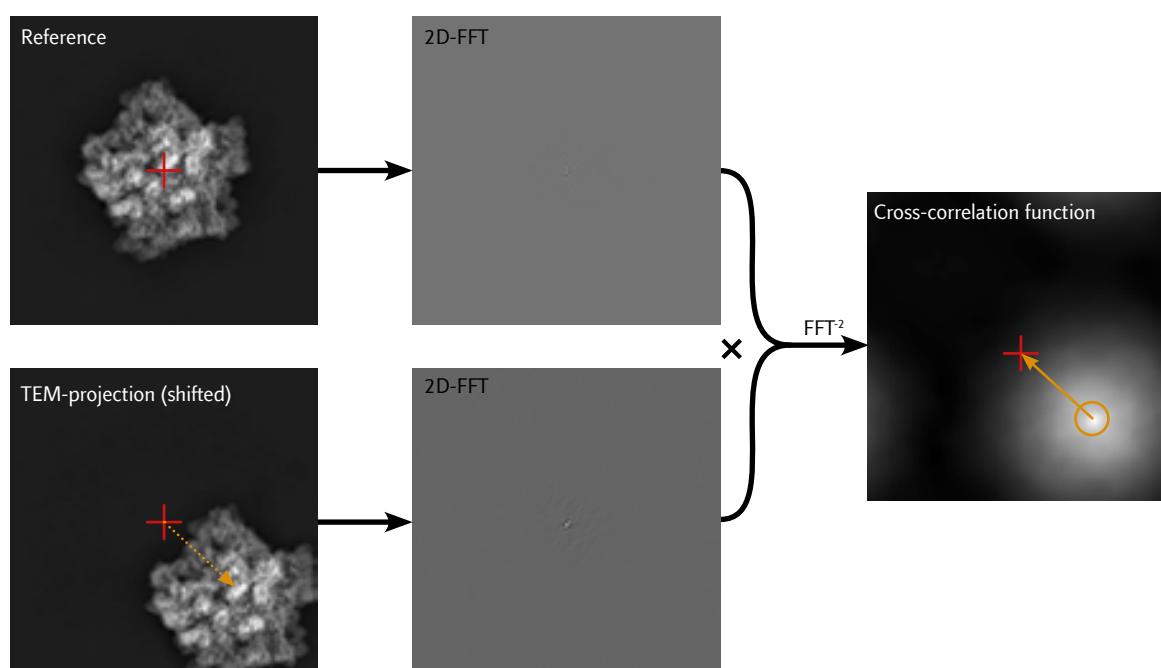 Reference
2D-FFT
Cross-correlation function
FFT⁻²
×
TEM-projection (shifted)
2D-FFT